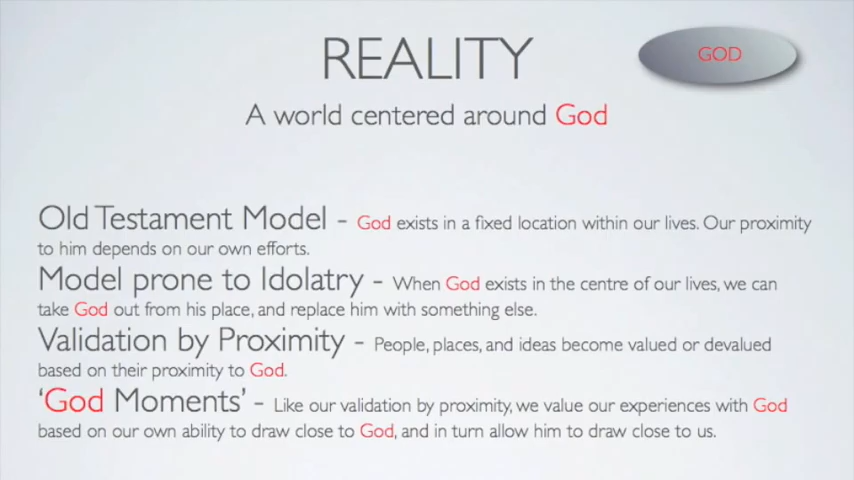 REALITY
GOD
A world centered around God
Old Testament Model - God exists in a fixed location within our lives. Our proximity
to him depends on our own efforts.
Model prone to Idolatry - When God exists in the centre of our lives, we can
take God out from his place, and replace him with something else.
Validation by Proximity - People, places, and ideas become valued or devalued
based on their proximity to God.
'God Moments' - Like our validation by proximity, we value our experiences with God
based on our own ability to draw close to God, and in turn allow him to draw close to us.